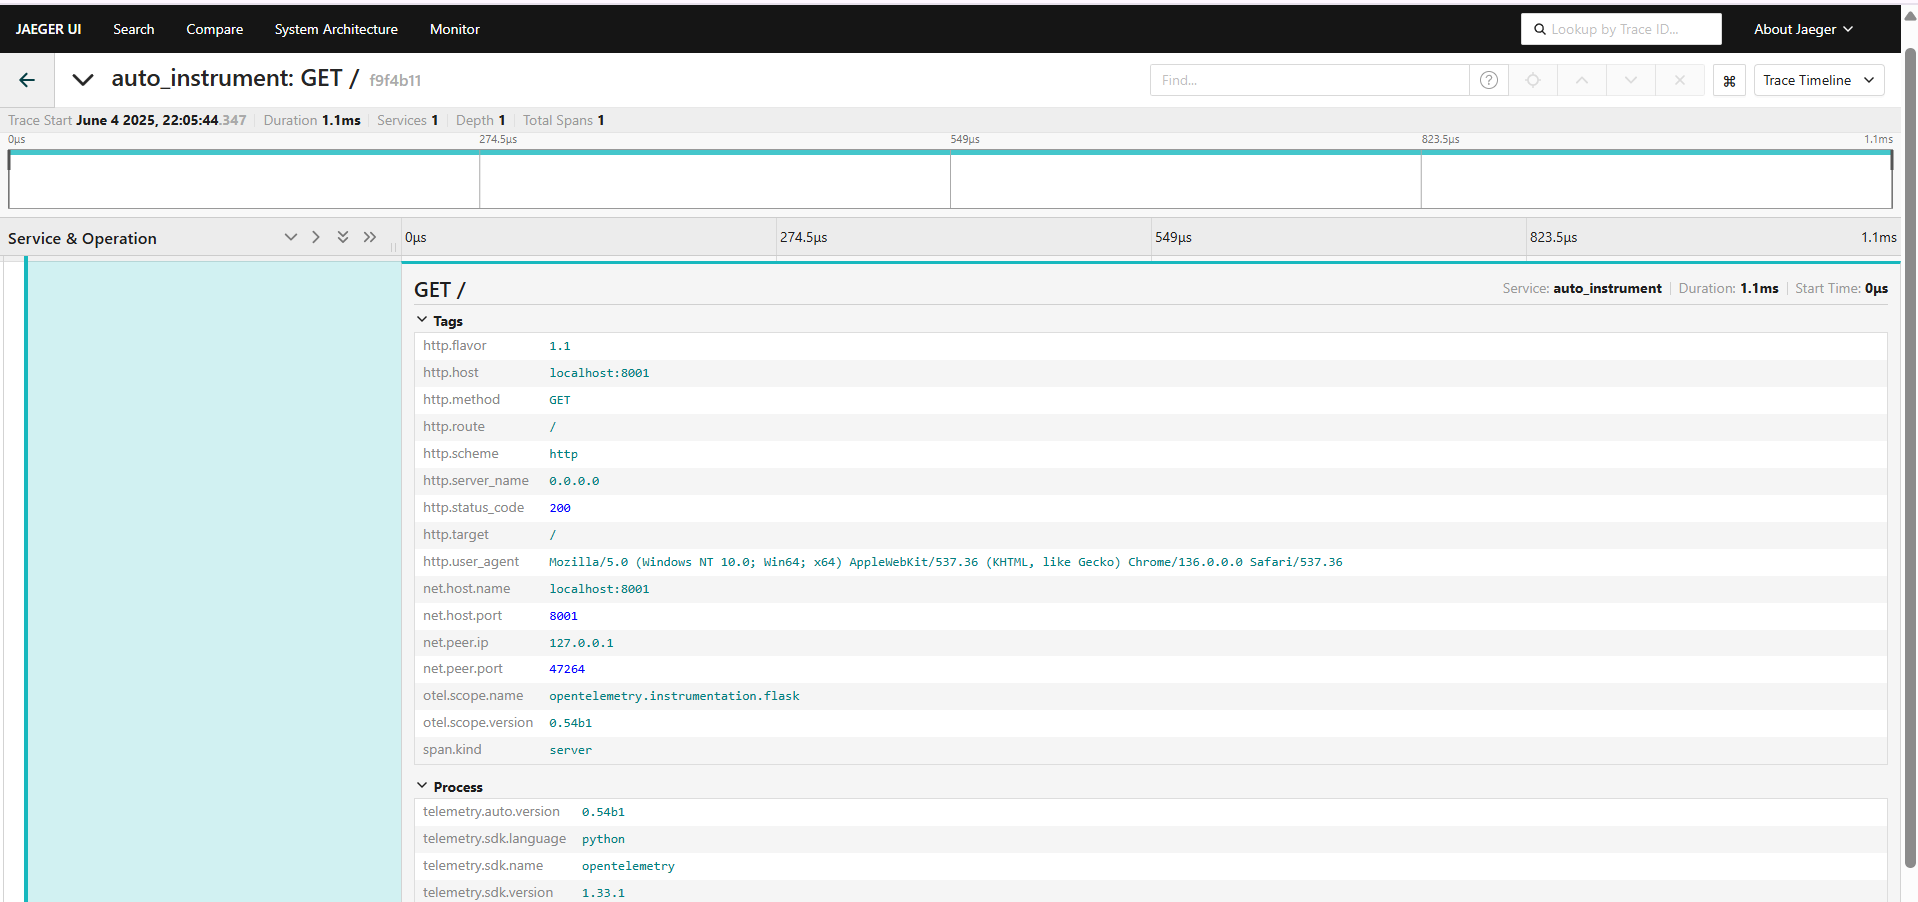 JAEGER UI Search Compare System Architecture Monitor Lookup by Trace ID... About Jaeger
auto_instrument: GET / f9f4b11 Find... ? ⌘ Trace Timeline
Trace Start June 4 2025, 22:05:44.347 Duration 1.1ms Services 1 Depth 1 Total Spans 1
0μs 274.5μs 549μs 823.5μs 1.1ms
Service & Operation 0μs 274.5μs 549μs 823.5μs 1.1ms
GET / Service: auto_instrument Duration: 1.1ms Start Time: 0μs
Tags
http.flavor 1.1
http.host localhost:8001
http.method GET
http.route /
http.scheme http
http.server_name 0.0.0.0
http.status_code 200
http.target /
http.user_agent Mozilla/5.0 (Windows NT 10.0; Win64; x64) AppleWebKit/537.36 (KHTML, like Gecko) Chrome/136.0.0.0 Safari/537.36
net.host.name localhost:8001
net.host.port 8001
net.peer.ip 127.0.0.1
net.peer.port 47264
otel.scope.name opentelemetry.instrumentation.flask
otel.scope.version 0.54b1
span.kind server
Process
telemetry.auto.version 0.54b1
telemetry.sdk.language python
telemetry.sdk.name opentelemetry
telemetry.sdk.version 1.33.1